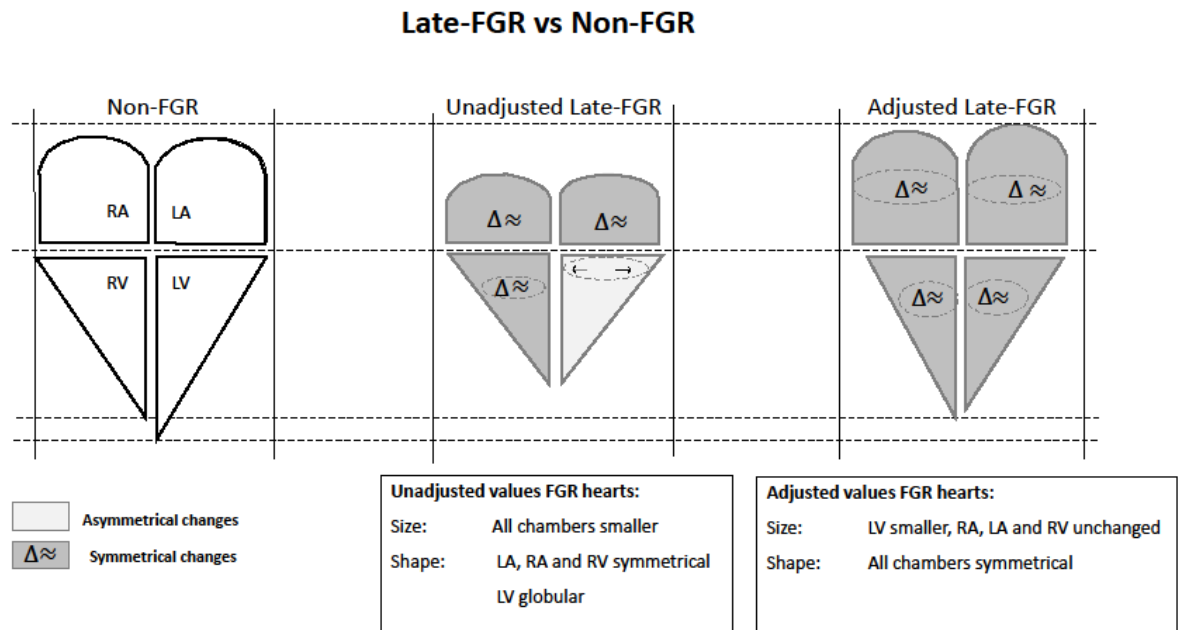 Late-FGR vs Non-FGR
Non-FGR
Unadjusted Late-FGR
Adjusted Late-FGR
RA
LA
RV
LV
Δ≈
Δ≈
Δ≈
Δ≈
Δ≈
Δ≈
Δ≈
Asymmetrical changes
Δ≈ Symmetrical changes
Unadjusted values FGR hearts:
Size: All chambers smaller
Shape: LA, RA and RV symmetrical
LV globular
Adjusted values FGR hearts:
Size: LV smaller, RA, LA and RV unchanged
Shape: All chambers symmetrical